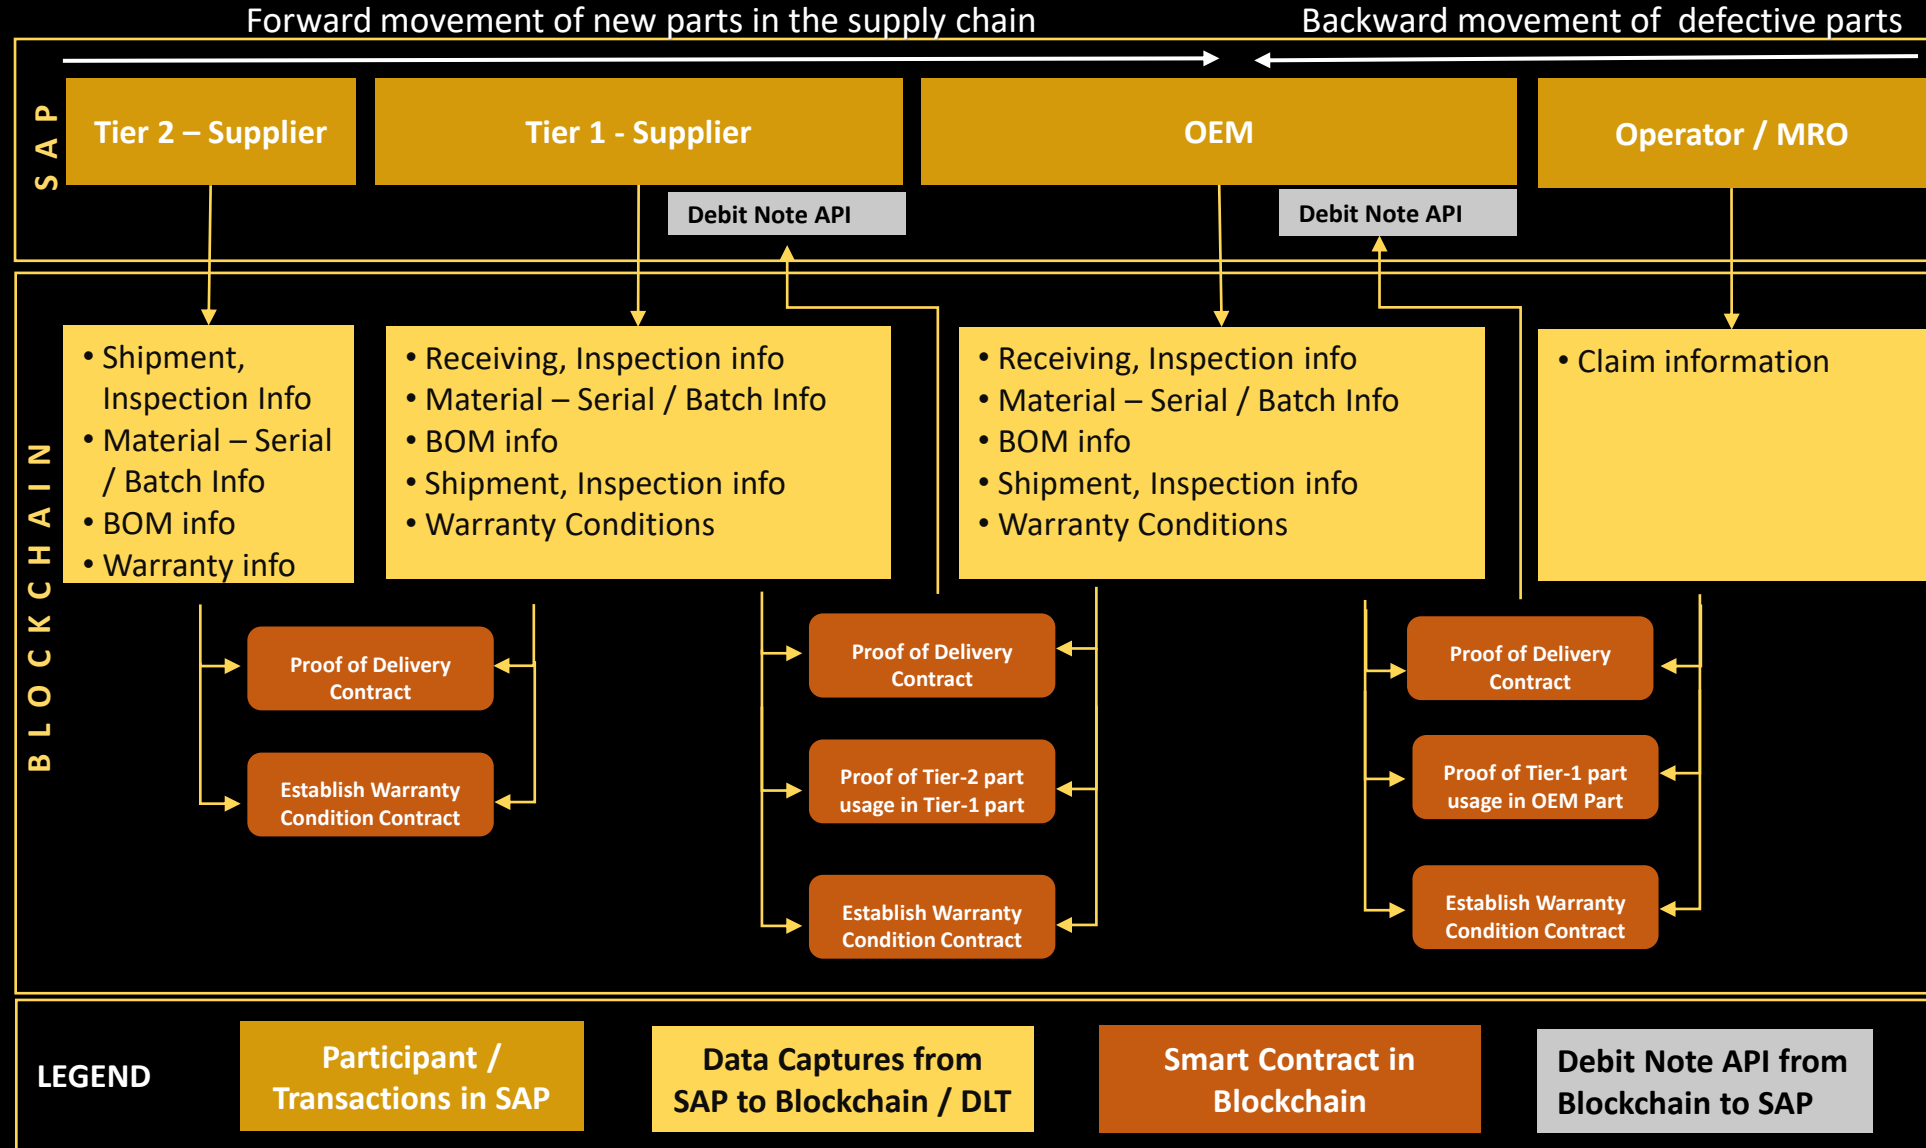 Forward movement of new parts in the supply chain
Backward movement of defective parts
SAP
Tier 2 – Supplier
Tier 1 - Supplier
OEM
Operator / MRO
Debit Note API
Debit Note API
BLOCKCHAIN
• Shipment,
Inspection Info
• Material – Serial
/ Batch Info
• BOM info
• Warranty info
• Receiving, Inspection info
• Material – Serial / Batch Info
• BOM info
• Shipment, Inspection info
• Warranty Conditions
• Receiving, Inspection info
• Material – Serial / Batch Info
• BOM info
• Shipment, Inspection info
• Warranty Conditions
• Claim information
Proof of Delivery
Contract
Establish Warranty
Condition Contract
Proof of Delivery
Contract
Proof of Tier-2 part
usage in Tier-1 part
Establish Warranty
Condition Contract
Proof of Delivery
Contract
Proof of Tier-1 part
usage in OEM Part
Establish Warranty
Condition Contract
LEGEND
Participant /
Transactions in SAP
Data Captures from
SAP to Blockchain / DLT
Smart Contract in
Blockchain
Debit Note API from
Blockchain to SAP